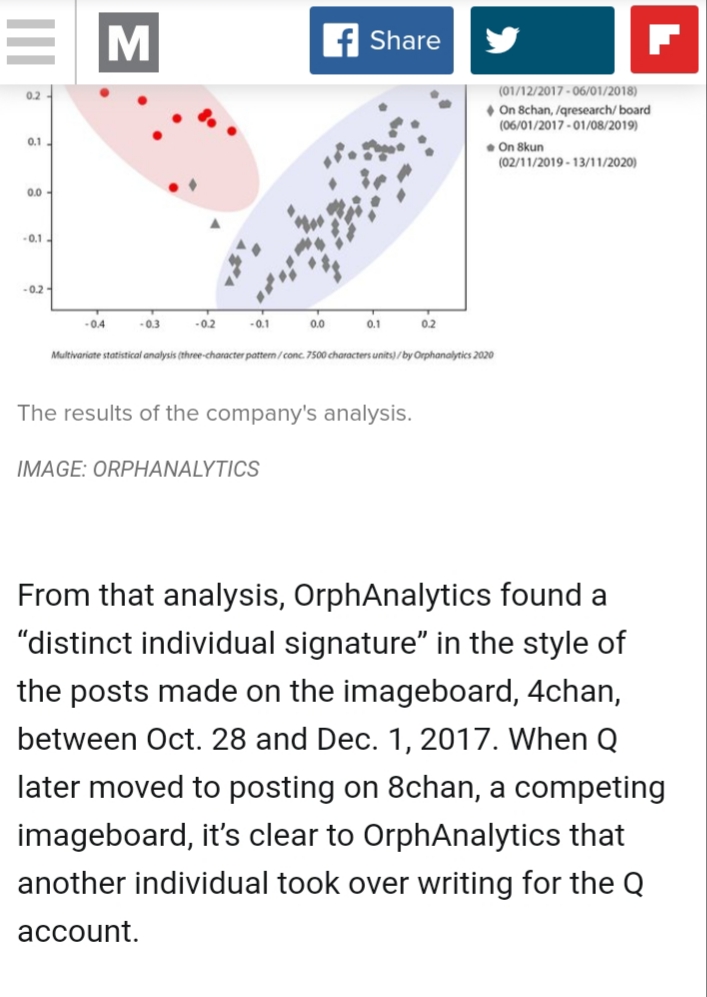 M
f Share
(01/12/2017 - 06/01/2018)
On 8chan, /qresearch/ board
(06/01/2017 - 01/08/2019)
On 8kun
(02/11/2019 - 13/11/2020)
0.2
0.1
0.0
- 0.1
- 0.2
- 0.4
- 0.3
- 0.2
- 0.1
0.0
0.1
0.2
Multivariate statistical analysis (three-character pattern / conc. 7500 characters units) / by Orphanalytics 2020
The results of the company's analysis.
IMAGE: ORPHANALYTICS
From that analysis, OrphAnalytics found a
“distinct individual signature” in the style of
the posts made on the imageboard, 4chan,
between Oct. 28 and Dec. 1, 2017. When Q
later moved to posting on 8chan, a competing
imageboard, it’s clear to OrphAnalytics that
another individual took over writing for the Q
account.